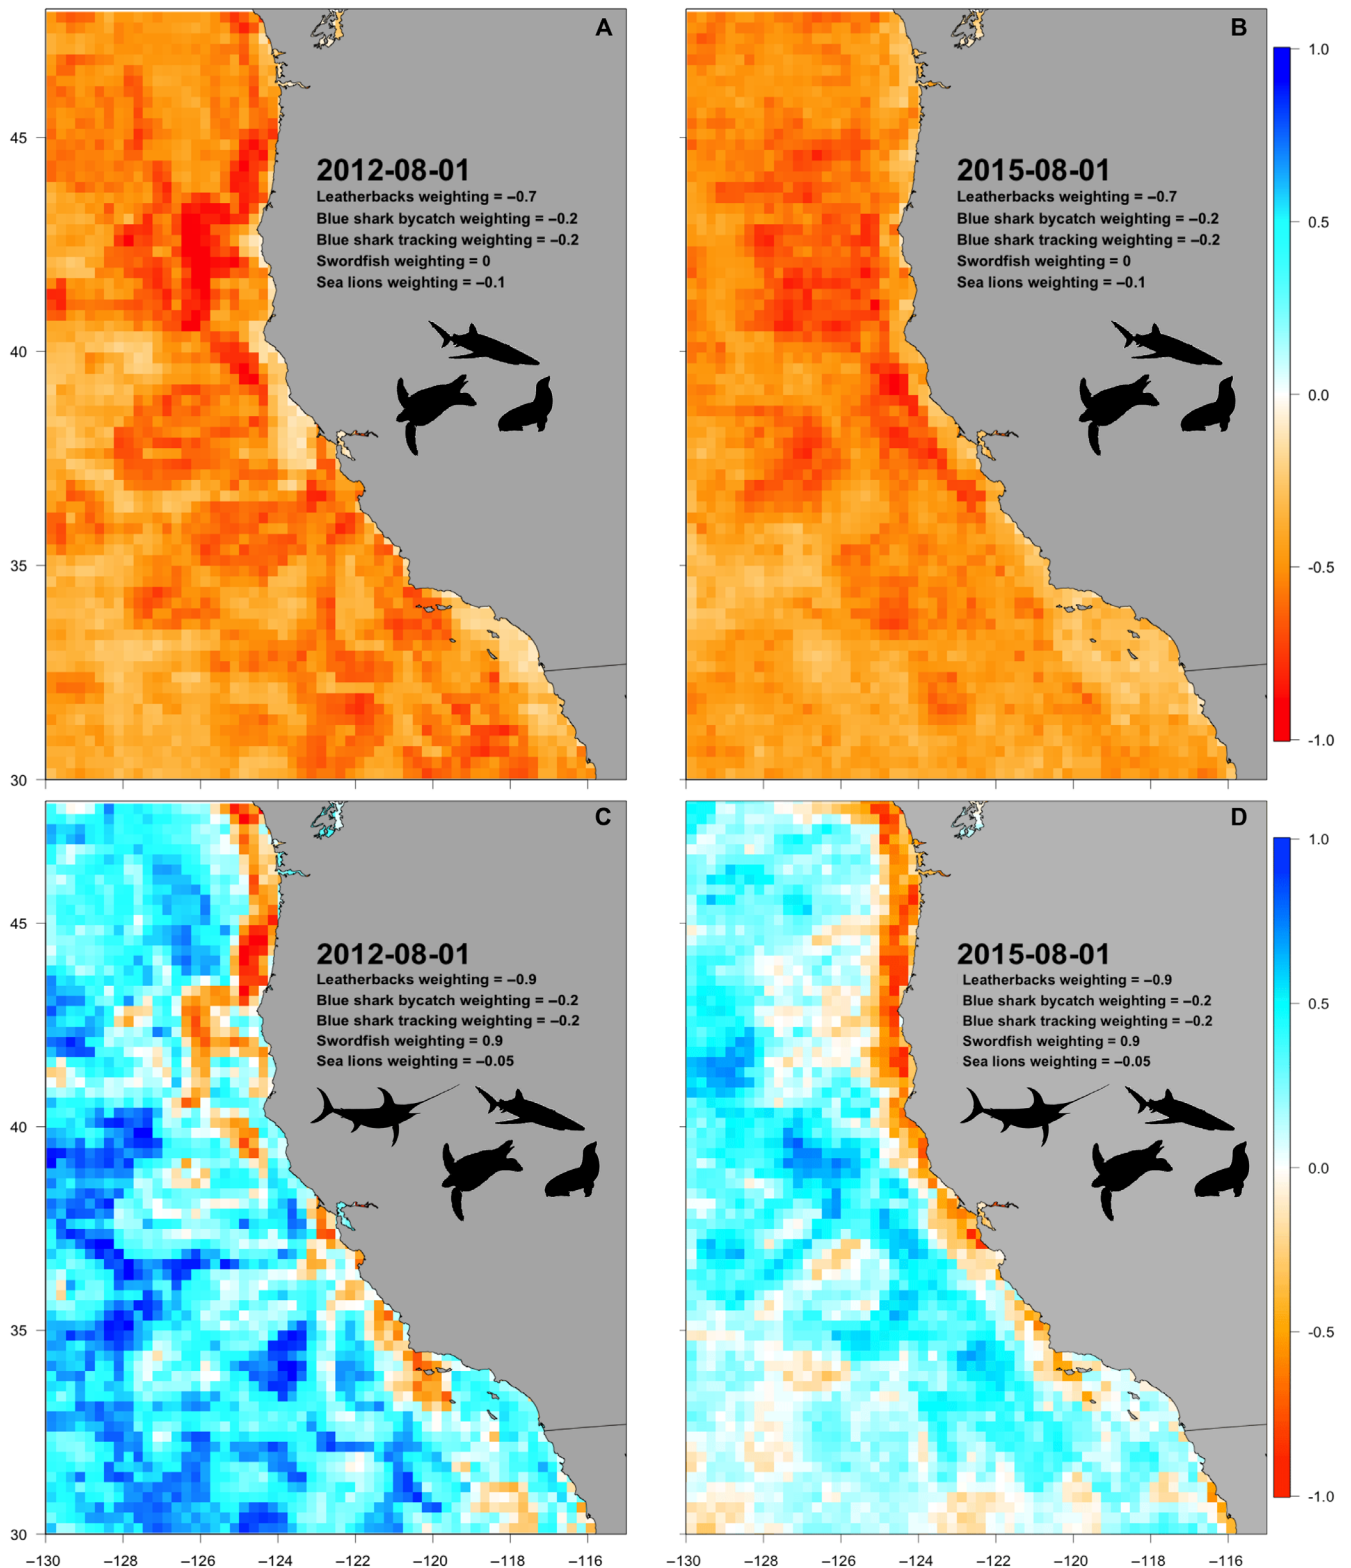 A
45
40
35
30
2012-08-01
Leatherbacks weighting = −0.7
Blue shark bycatch weighting = −0.2
Blue shark tracking weighting = −0.2
Swordfish weighting = 0
Sea lions weighting = −0.1
B
2015-08-01
Leatherbacks weighting = −0.7
Blue shark bycatch weighting = −0.2
Blue shark tracking weighting = −0.2
Swordfish weighting = 0
Sea lions weighting = −0.1
1.0
0.5
0.0
-0.5
-1.0
C
45
40
35
30
2012-08-01
Leatherbacks weighting = −0.9
Blue shark bycatch weighting = −0.2
Blue shark tracking weighting = −0.2
Swordfish weighting = 0.9
Sea lions weighting = −0.05
−130 −128 −126 −124 −122 −120 −118 −116
D
2015-08-01
Leatherbacks weighting = −0.9
Blue shark bycatch weighting = −0.2
Blue shark tracking weighting = −0.2
Swordfish weighting = 0.9
Sea lions weighting = −0.05
−130 −128 −126 −124 −122 −120 −118 −116
1.0
0.5
0.0
-0.5
-1.0